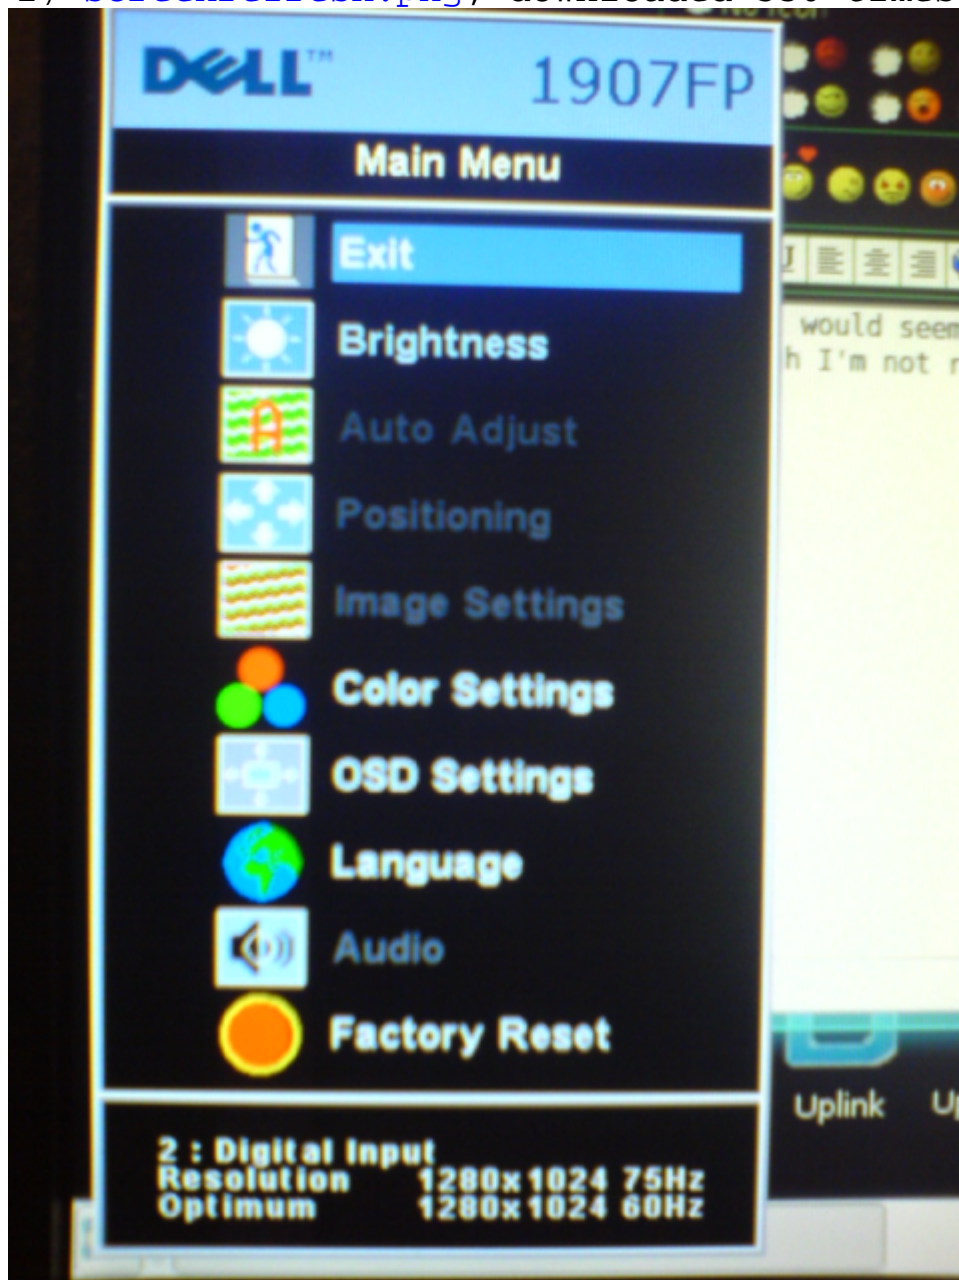 DELL™ 1907FP
Main Menu
Exit
Brightness
Auto Adjust
Positioning
Image Settings
Color Settings
OSD Settings
Language
Audio
Factory Reset
2 : Digital Input
Resolution 1280x1024 75Hz
Optimum 1280x1024 60Hz
would seem
h I'm not
Uplink